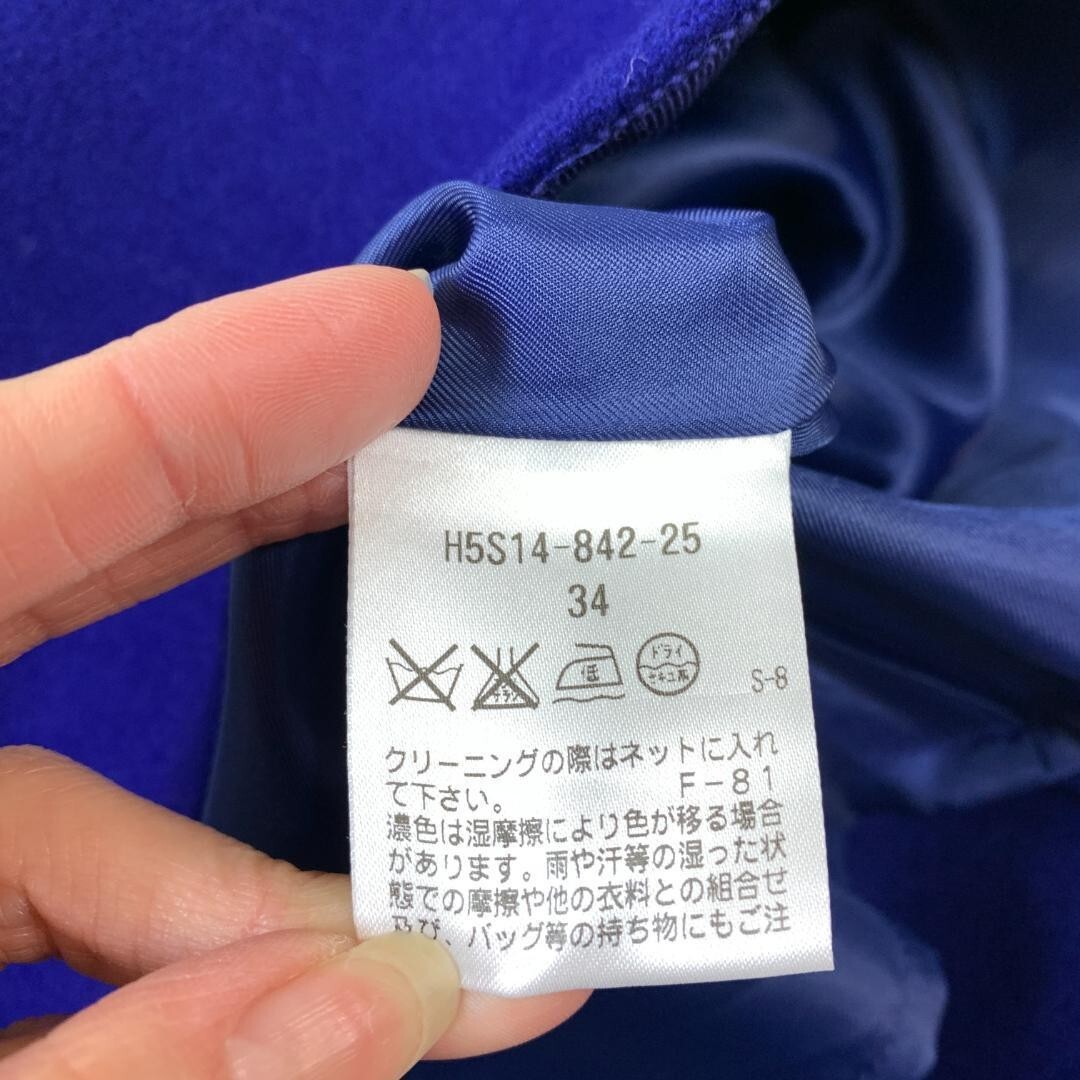 H5S14-842-25
34
低
ドライ
セキユ系
S-8
クリーニングの際はネットに入れ
て下さい。 F-81
濃色は湿摩擦により色が移る場合
があります。雨や汗等の湿った状
態での摩擦や他の衣料との組合せ
及び、バッグ等の持ち物にもご注